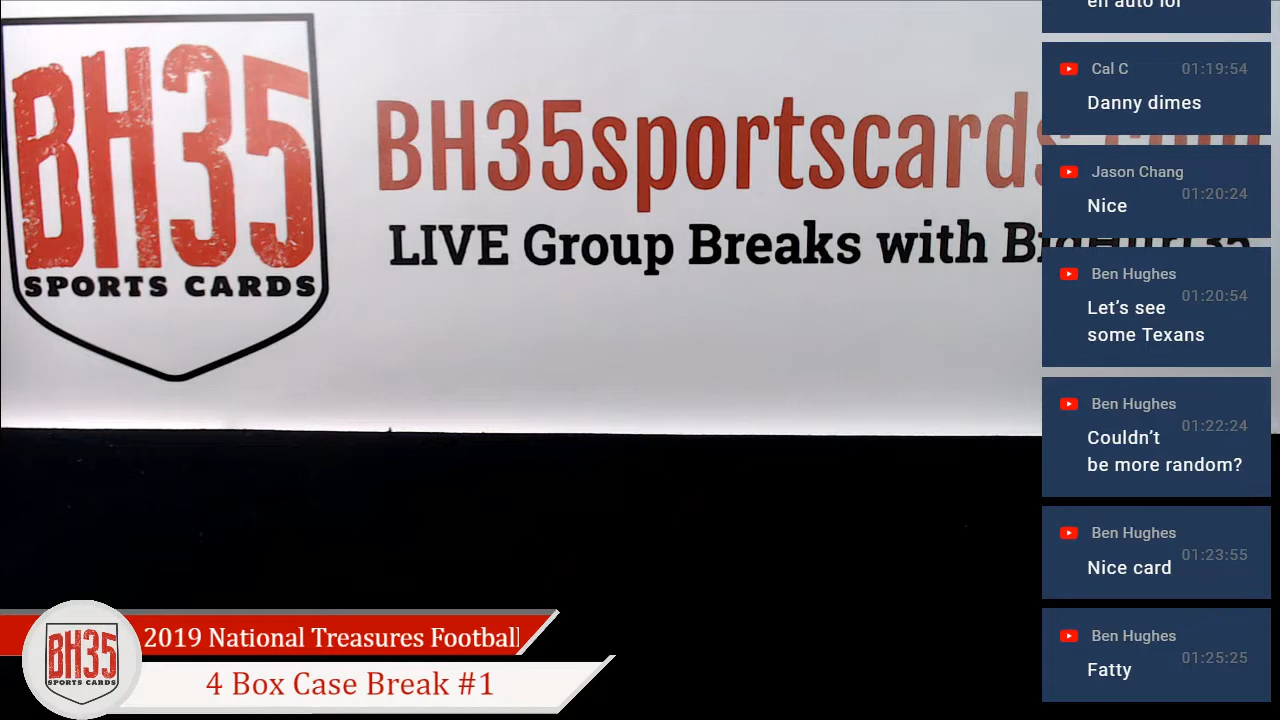 BH35
SPORTS CARDS
BH35sportscards
LIVE Group Breaks with
en auto lol
Cal C 01:19:54
Danny dimes
Jason Chang
01:20:24
Nice
Ben Hughes
01:20:54
Let's see
some Texans
Ben Hughes
01:22:24
Couldn't
be more random?
Ben Hughes
01:23:55
Nice card
Ben Hughes
01:25:25
Fatty
BH35
SPORTS CARDS
2019 National Treasures Football
4 Box Case Break #1